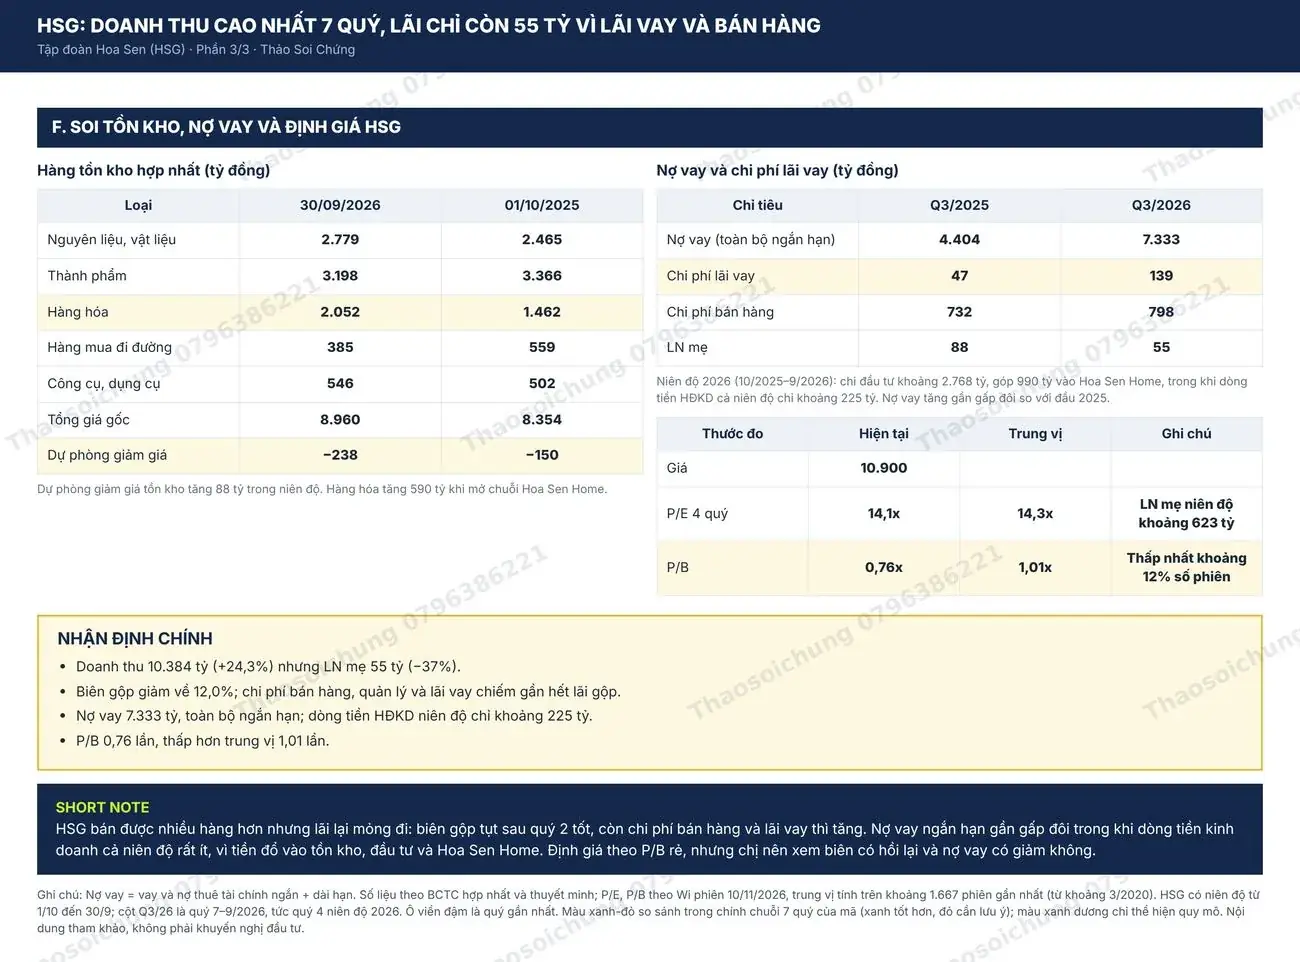 HSG: DOANH THU CAO NHẤT 7 QUÝ, LÃI CHỈ CÒN 55 TỶ VÌ LÃI VAY VÀ BÁN HÀNG
Tập đoàn Hoa Sen (HSG) · Phần 3/3 · Thảo Soi Chứng
F. SOI TỒN KHO, NỢ VAY VÀ ĐỊNH GIÁ HSG
Hàng tồn kho hợp nhất (tỷ đồng)
Loại 30/09/2026 01/10/2025
Nguyên liệu, vật liệu 2.779 2.465
Thành phẩm 3.198 3.366
Hàng hóa 2.052 1.462
Hàng mua đi đường 385 559
Công cụ, dụng cụ 546 502
Tổng giá gốc 8.960 8.354
Dự phòng giảm giá −238 −150
Dự phòng giảm giá tồn kho tăng 88 tỷ trong niên độ. Hàng hóa tăng 590 tỷ khi mở chuỗi Hoa Sen Home.
Nợ vay và chi phí lãi vay (tỷ đồng)
Chỉ tiêu Q3/2025 Q3/2026
Nợ vay (toàn bộ ngắn hạn) 4.404 7.333
Chi phí lãi vay 47 139
Chi phí bán hàng 732 798
LN mẹ 88 55
Niên độ 2026 (10/2025–9/2026): chi đầu tư khoảng 2.768 tỷ, góp 990 tỷ vào Hoa Sen Home, trong khi dòng
tiền HĐKD cả niên độ chỉ khoảng 225 tỷ. Nợ vay tăng gần gấp đôi so với đầu 2025.
Thước đo Hiện tại Trung vị Ghi chú
Giá 10.900
P/E 4 quý 14,1x 14,3x LN mẹ niên độ
khoảng 623 tỷ
P/B 0,76x 1,01x Thấp nhất khoảng
12% số phiên
NHẬN ĐỊNH CHÍNH
• Doanh thu 10.384 tỷ (+24,3%) nhưng LN mẹ 55 tỷ (−37%).
• Biên gộp giảm về 12,0%; chi phí bán hàng, quản lý và lãi vay chiếm gần hết lãi gộp.
• Nợ vay 7.333 tỷ, toàn bộ ngắn hạn; dòng tiền HĐKD niên độ chỉ khoảng 225 tỷ.
• P/B 0,76 lần, thấp hơn trung vị 1,01 lần.
SHORT NOTE
HSG bán được nhiều hàng hơn nhưng lãi lại mỏng đi: biên gộp tụt sau quý 2 tốt, còn chi phí bán hàng và lãi vay thì tăng. Nợ vay ngắn hạn gần gấp đôi trong khi dòng tiền kinh
doanh cả niên độ rất ít, vì tiền đổ vào tồn kho, đầu tư và Hoa Sen Home. Định giá theo P/B rẻ, nhưng chị nên xem biên có hồi lại và nợ vay có giảm không.
Ghi chú: Nợ vay = vay và nợ thuê tài chính ngắn + dài hạn. Số liệu theo BCTC hợp nhất và thuyết minh; P/E, P/B theo Wi phiên 10/11/2026, trung vị tính trên khoảng 1.667 phiên gần nhất (từ khoảng 3/2020). HSG có niên độ từ
1/10 đến 30/9; cột Q3/26 là quý 7–9/2026, tức quý 4 niên độ 2026. Ô viền đậm là quý gần nhất. Màu xanh-đỏ so sánh trong chính chuỗi 7 quý của mã (xanh tốt hơn, đỏ cần lưu ý); màu xanh dương chỉ thể hiện quy mô. Nội
dung tham khảo, không phải khuyến nghị đầu tư.
Thaosoichung 0796386221